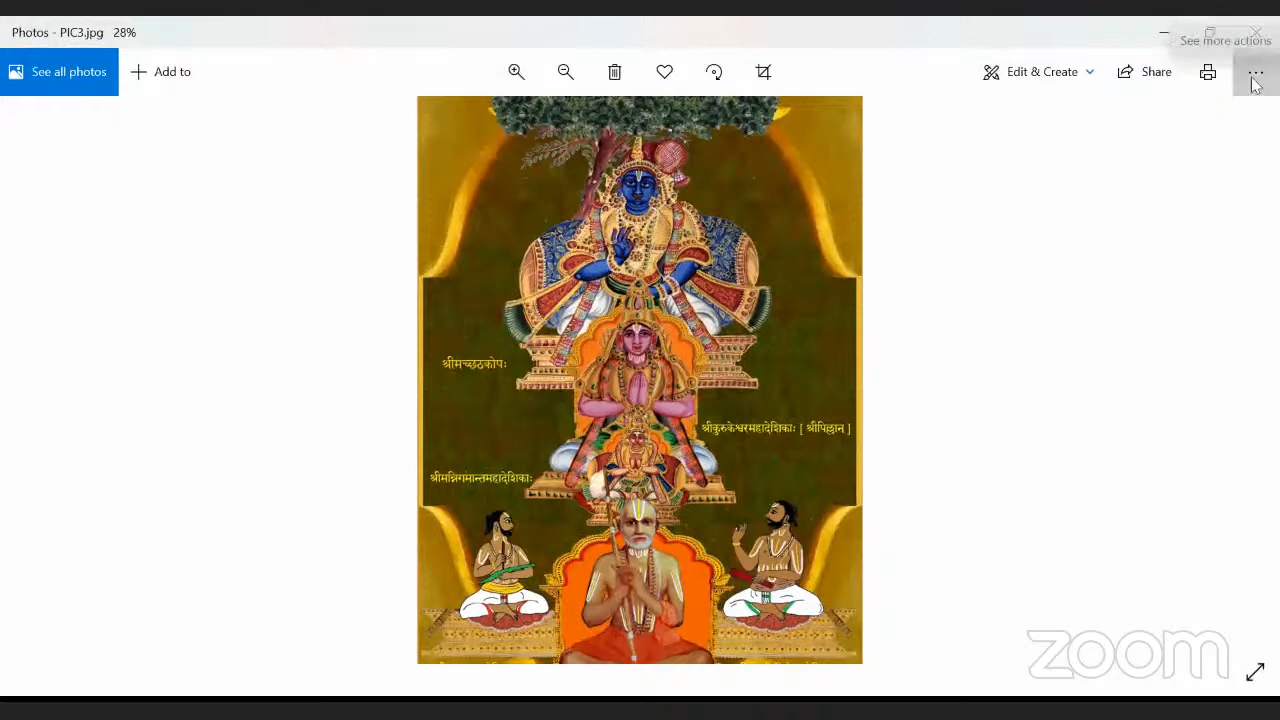 Photos - PIC3.jpg 28%
See more actions
See all photos
Add to
Edit & Create
Share
श्रीमच्छठकोपः
श्रीकुरुकेश्वरमहादेशिकाः [ श्रीपिळ्ळान् ]
श्रीमन्निगमान्तमहादेशिकाः
zoom